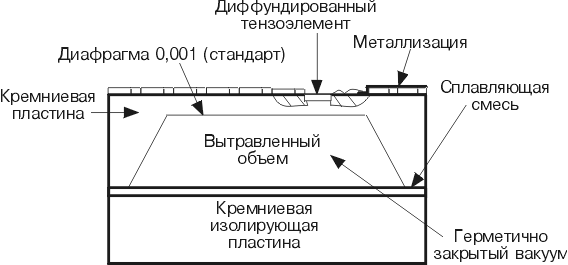 Диффундированный
тензоэлемент
Металлизация
Диафрагма 0,001 (стандарт)
Сплавляющая
смесь
Кремниевая
пластина
Вытравленный
объем
Кремниевая
изолирующая
пластина
Герметично
закрытый вакуум